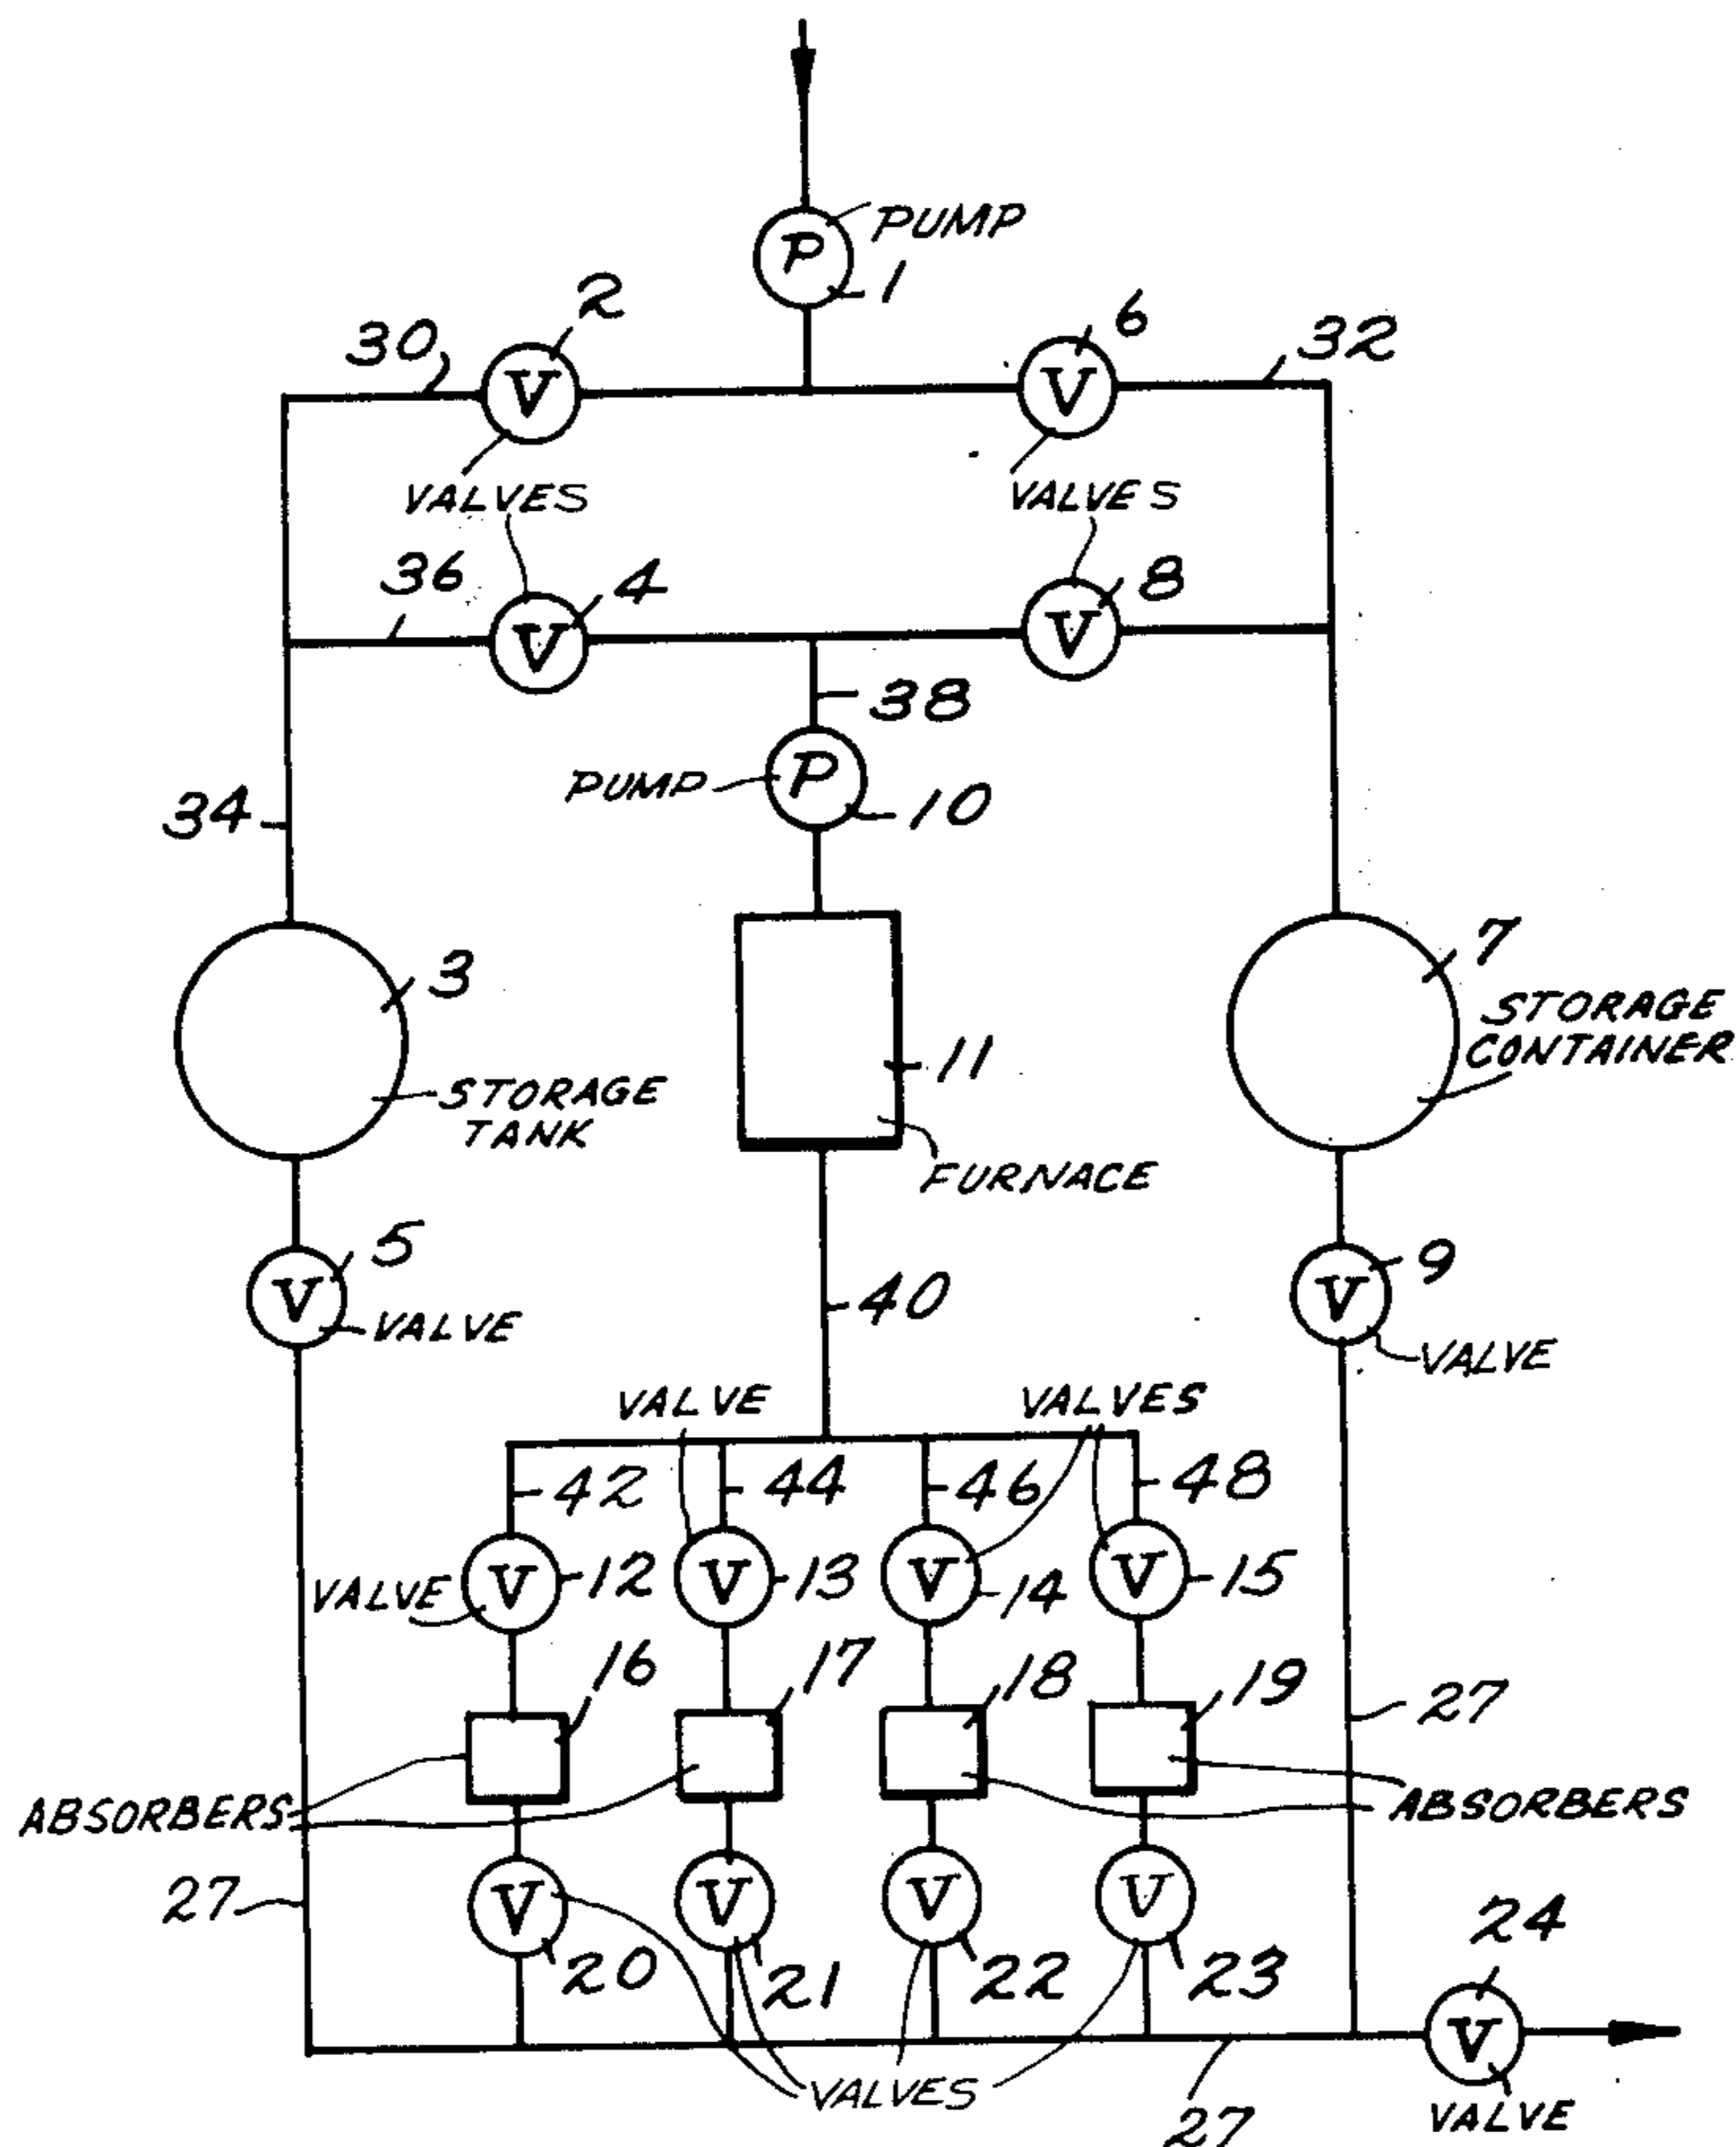 PUMP
P
1
2
6
30
32
V
V
VALVES
VALVES
36
4
8
V
V
38
P
PUMP
10
34
3
7
STORAGE
CONTAINER
11
STORAGE
TANK
FURNACE
5
9
V
V
VALVE
VALVE
40
VALVE
VALVES
42
44
46
48
V
12
V
13
V
14
V
15
VALVE
16
17
18
19
27
ABSORBERS
ABSORBERS
27
V
V
V
V
20
21
22
23
24
V
VALVES
27
VALVE